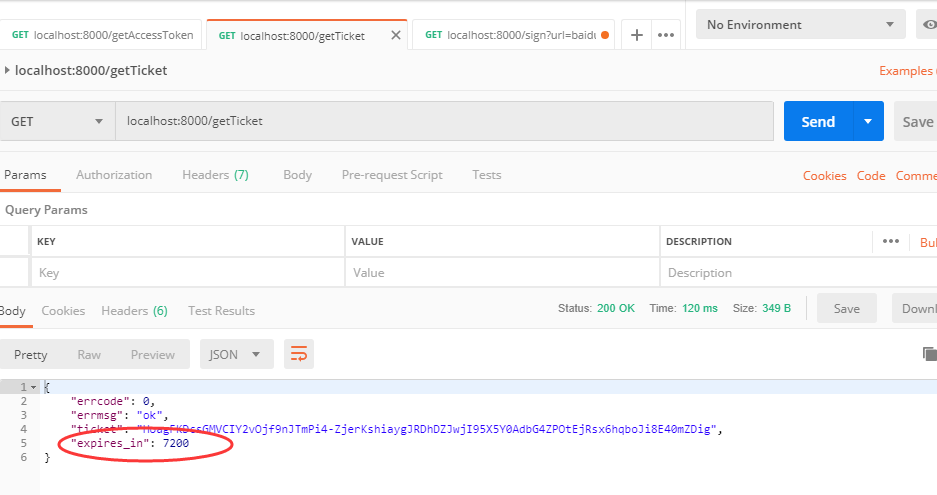 GET localhost:8000/getAccessToken GET localhost:8000/getTicket GET localhost:8000/sign?url=baidu No Environment
localhost:8000/getTicket Examples
GET localhost:8000/getTicket Send Save
Params Authorization Headers (7) Body Pre-request Script Tests Cookies Code Comme
Query Params
KEY VALUE DESCRIPTION Bul
Key Value Description
Body Cookies Headers (6) Test Results Status: 200 OK Time: 120 ms Size: 349 B Save Downl
Pretty Raw Preview JSON
1 {
2 "errcode": 0,
3 "errmsg": "ok",
4 "ticket": "HougFKDcsGMVCIY2vOjf9nJTmPi4-ZjerKshiaygJRDhDZJwjI95X5Y0AdbG4ZPOtEjRsx6hqboJi8E40mZDig",
5 "expires_in": 7200
6 }